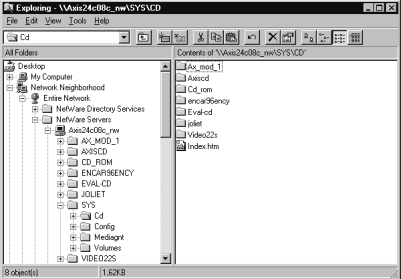 Exploring - \\Axis24c08c_nw\SYS\CD
File Edit View Tools Help
Cd
All Folders
Contents of '\\Axis24c08c_nw\SYS\CD'
Desktop
My Computer
Network Neighborhood
Entire Network
NetWare Directory Services
NetWare Servers
Axis24c08c_nw
AX_MOD_1
AXISCD
CD_ROM
ENCAR96ENCY
EVAL-CD
JOLIET
SYS
Cd
Config
Mediagnt
Volumes
VIDEO22S
Ax_mod_1
Axiscd
Cd_rom
encar96ency
Eval-cd
joliet
Video22s
Index.htm
8 object(s)
1,62KB